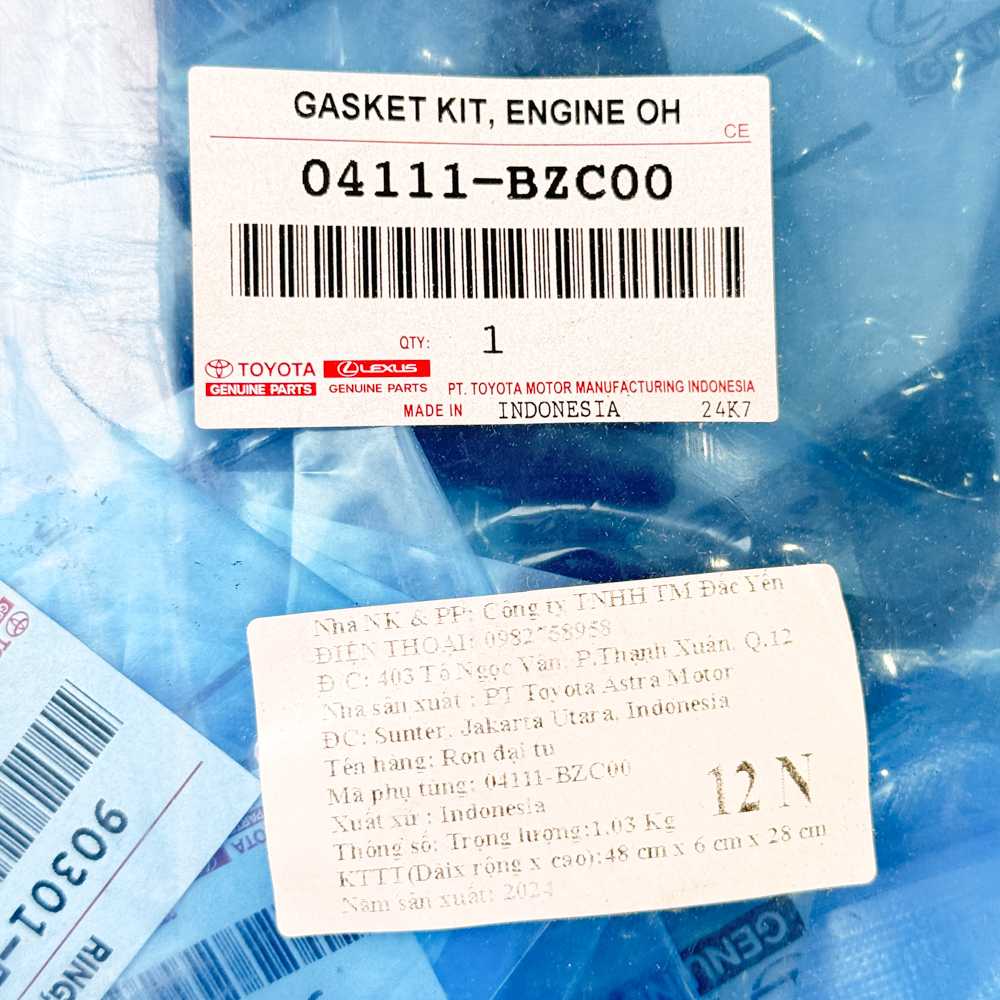 GASKET KIT, ENGINE OH
CE
04111-BZC00
QTY: 1
TOYOTA LEXUS
GENUINE PARTS GENUINE PARTS PT. TOYOTA MOTOR MANUFACTURING INDONESIA
MADE IN INDONESIA 24K7
Nhà NK & PP: Công ty TNHH TM Đắc Yến
ĐIỆN THOẠI:
Đ/C: 403 Tô Ngọc Vân, P.Thạnh Xuân, Q.12
Nhà sản xuất : PT Toyota Astra Motor
ĐC: Sunter, Jakarta Utara, Indonesia
Tên hàng: Ron đại tu
Mã phụ tùng: 04111-BZC00
Xuất xứ : Indonesia
12 N
Thông số: Trọng lượng:1.03 Kg
KTTT(Dàix rộng x cao):48 cm x 6 cm x 28 cm
Năm sản xuất: 2024
90301-
RING,
GENU